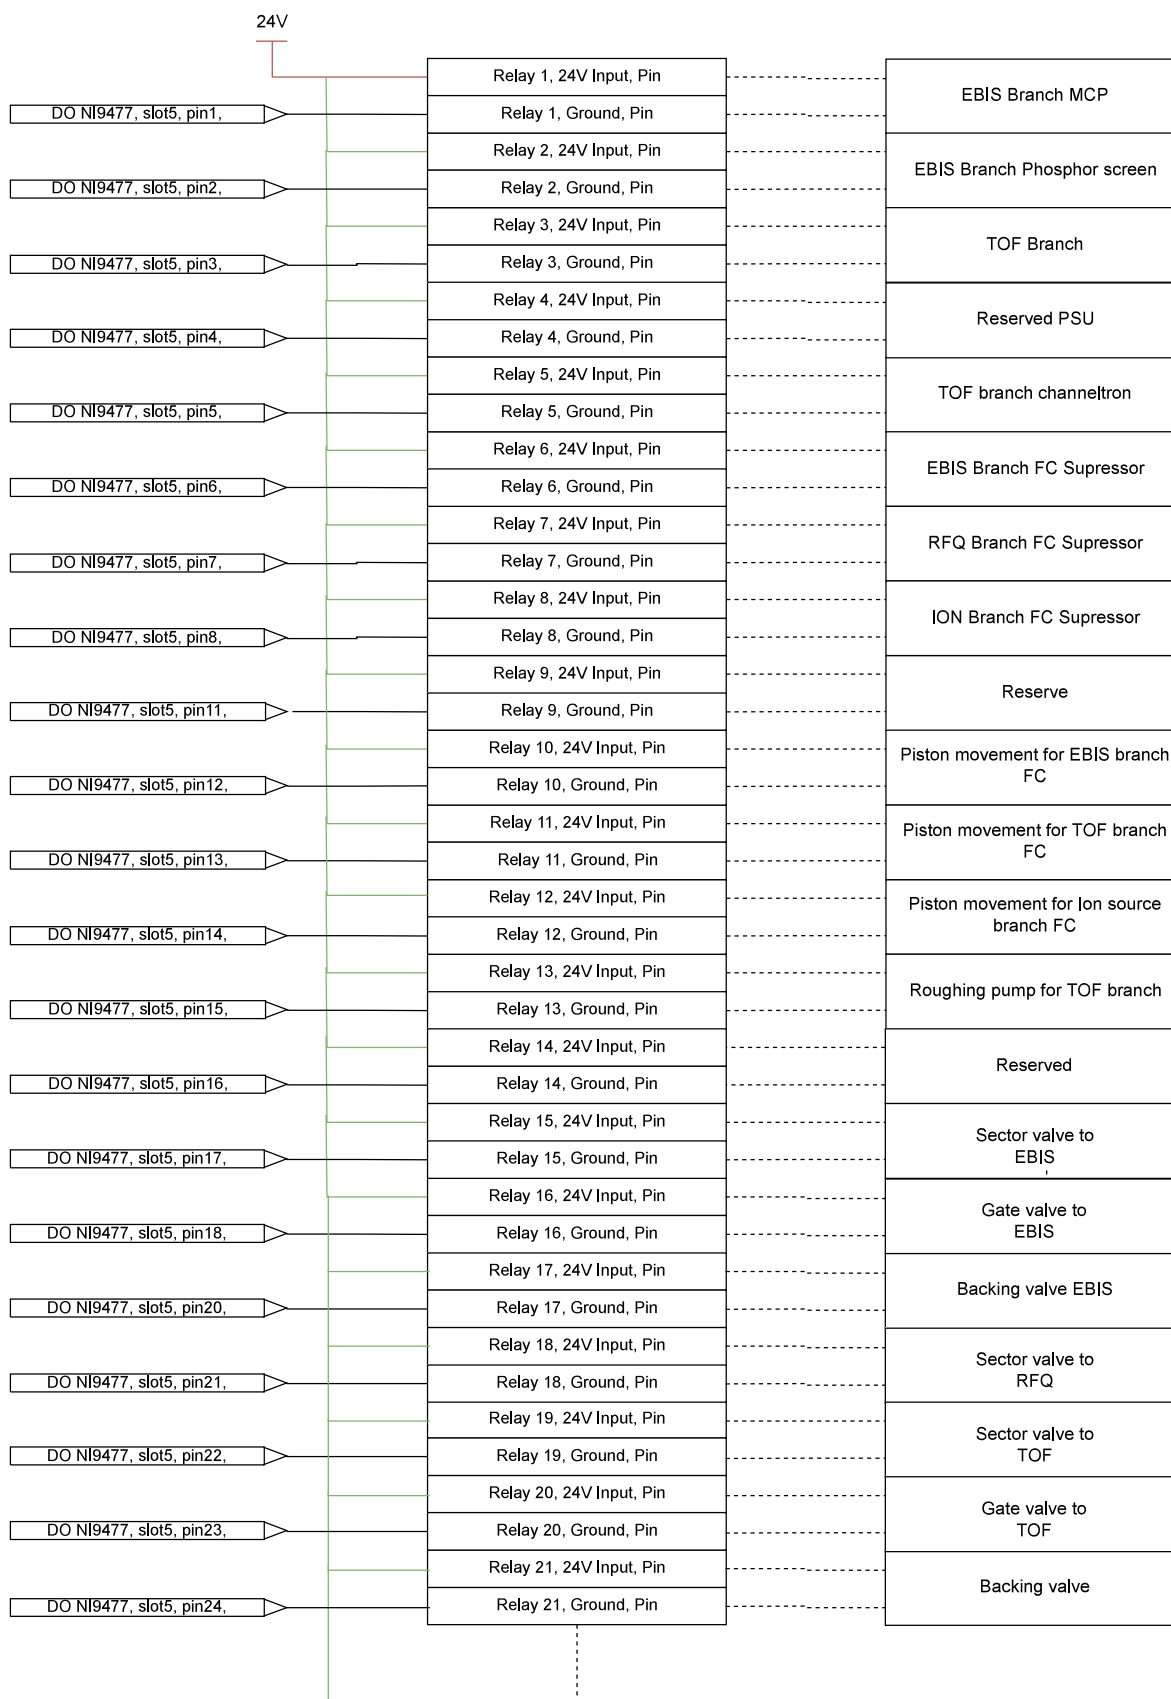 24V
Relay 1, 24V Input, Pin
EBIS Branch MCP
DO NI9477, slot5, pin1,
Relay 1, Ground, Pin
Relay 2, 24V Input, Pin
EBIS Branch Phosphor screen
DO NI9477, slot5, pin2,
Relay 2, Ground, Pin
Relay 3, 24V Input, Pin
TOF Branch
DO NI9477, slot5, pin3,
Relay 3, Ground, Pin
Relay 4, 24V Input, Pin
Reserved PSU
DO NI9477, slot5, pin4,
Relay 4, Ground, Pin
Relay 5, 24V Input, Pin
TOF branch channeltron
DO NI9477, slot5, pin5,
Relay 5, Ground, Pin
Relay 6, 24V Input, Pin
EBIS Branch FC Supressor
DO NI9477, slot5, pin6,
Relay 6, Ground, Pin
Relay 7, 24V Input, Pin
RFQ Branch FC Supressor
DO NI9477, slot5, pin7,
Relay 7, Ground, Pin
Relay 8, 24V Input, Pin
ION Branch FC Supressor
DO NI9477, slot5, pin8,
Relay 8, Ground, Pin
Relay 9, 24V Input, Pin
Reserve
DO NI9477, slot5, pin11,
Relay 9, Ground, Pin
Relay 10, 24V Input, Pin
Piston movement for EBIS branch
FC
DO NI9477, slot5, pin12,
Relay 10, Ground, Pin
Relay 11, 24V Input, Pin
Piston movement for TOF branch
FC
DO NI9477, slot5, pin13,
Relay 11, Ground, Pin
Relay 12, 24V Input, Pin
Piston movement for Ion source
branch FC
DO NI9477, slot5, pin14,
Relay 12, Ground, Pin
Relay 13, 24V Input, Pin
Roughing pump for TOF branch
DO NI9477, slot5, pin15,
Relay 13, Ground, Pin
Relay 14, 24V Input, Pin
Reserved
DO NI9477, slot5, pin16,
Relay 14, Ground, Pin
Relay 15, 24V Input, Pin
Sector valve to
EBIS
DO NI9477, slot5, pin17,
Relay 15, Ground, Pin
Relay 16, 24V Input, Pin
Gate valve to
EBIS
DO NI9477, slot5, pin18,
Relay 16, Ground, Pin
Relay 17, 24V Input, Pin
Backing valve EBIS
DO NI9477, slot5, pin20,
Relay 17, Ground, Pin
Relay 18, 24V Input, Pin
Sector valve to
RFQ
DO NI9477, slot5, pin21,
Relay 18, Ground, Pin
Relay 19, 24V Input, Pin
Sector valve to
TOF
DO NI9477, slot5, pin22,
Relay 19, Ground, Pin
Relay 20, 24V Input, Pin
Gate valve to
TOF
DO NI9477, slot5, pin23,
Relay 20, Ground, Pin
Relay 21, 24V Input, Pin
Backing valve
DO NI9477, slot5, pin24,
Relay 21, Ground, Pin